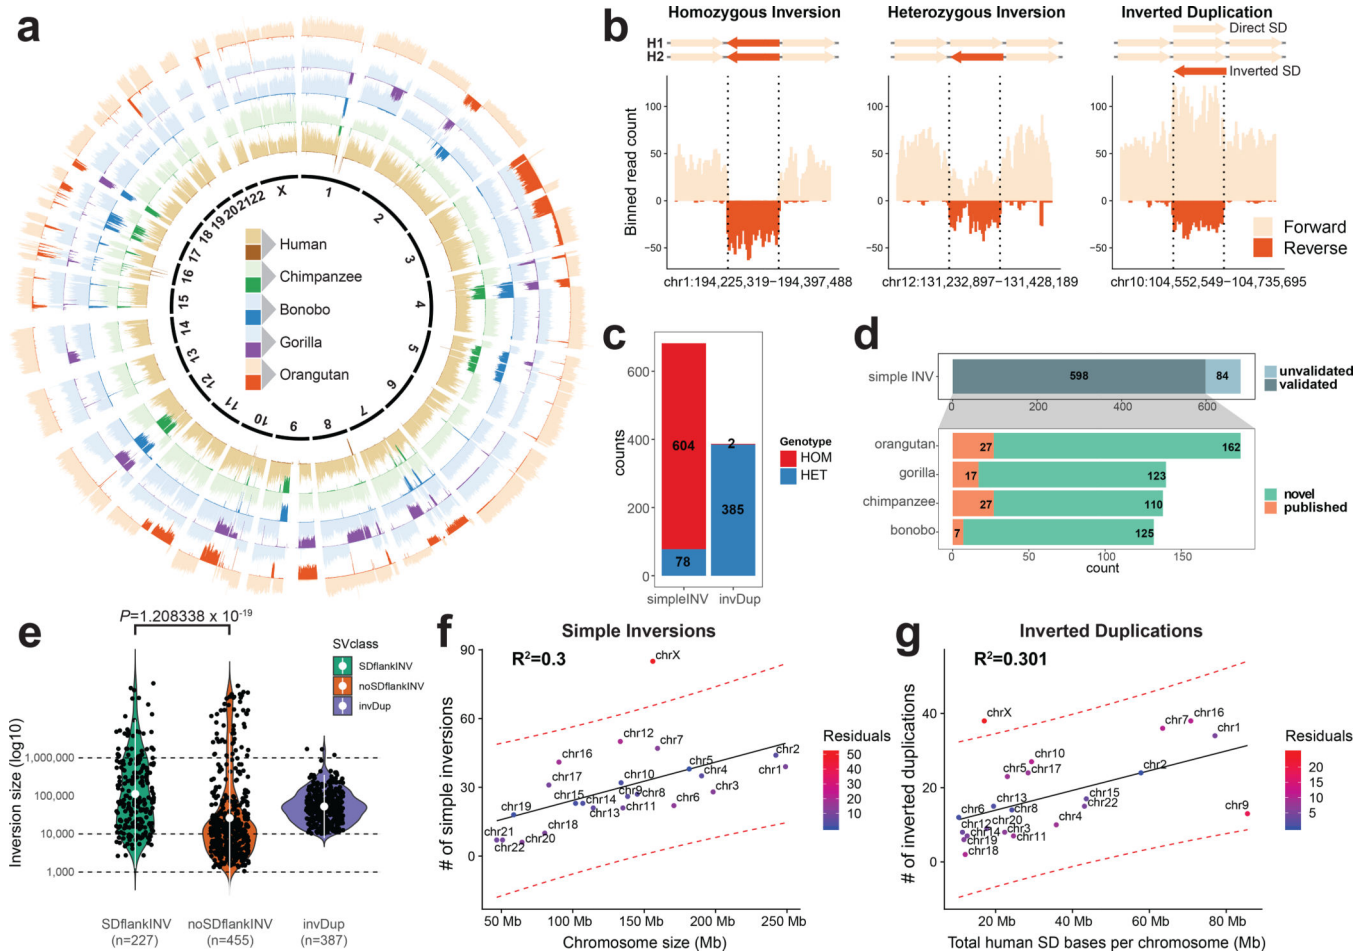 a
1
2
3
4
5
6
7
8
9
10
11
12
13
14
15
16
17
18
19
20
21
22
X
Human
Chimpanzee
Bonobo
Gorilla
Orangutan
b
Homozygous Inversion
Heterozygous Inversion
Inverted Duplication
H1
H2
Direct SD
Inverted SD
Binned read count
100
50
0
−50
100
50
0
−50
100
50
0
−50
Forward
Reverse
chr1:194,225,319−194,397,488
chr12:131,232,897−131,428,189
chr10:104,552,549−104,735,695
c
counts
600
400
200
0
604
78
2
385
simpleINV
invDup
Genotype
HOM
HET
d
simple INV
598
84
0
200
400
600
unvalidated
validated
orangutan
27
162
gorilla
17
123
chimpanzee
27
110
bonobo
7
125
0
50
100
150
count
novel
published
e
P=1.208338 x 10-19
Inversion size (log10)
1,000,000
100,000
10,000
1,000
SDflankINV
(n=227)
noSDflankINV
(n=455)
invDup
(n=387)
SVclass
SDflankINV
noSDflankINV
invDup
f
Simple Inversions
R2=0.3
# of simple inversions
90
60
30
0
chrX
chr12
chr7
chr16
chr2
chr5
chr17
chr10
chr4
chr1
chr9
chr8
chr3
chr19
chr14
chr13
chr11
chr6
chr21
chr18
chr22
chr20
50 Mb
100 Mb
150 Mb
200 Mb
250 Mb
Chromosome size (Mb)
Residuals
50
40
30
20
10
g
Inverted Duplications
R2=0.301
# of inverted duplications
40
20
0
chrX
chr7
chr16
chr1
chr10
chr5
chr17
chr2
chr15
chr22
chr13
chr8
chr6
chr9
chr20
chr12
chr14
chr3
chr4
chr19
chr11
chr18
20 Mb
40 Mb
60 Mb
80 Mb
Total human SD bases per chromosome (Mb)
Residuals
20
15
10
5